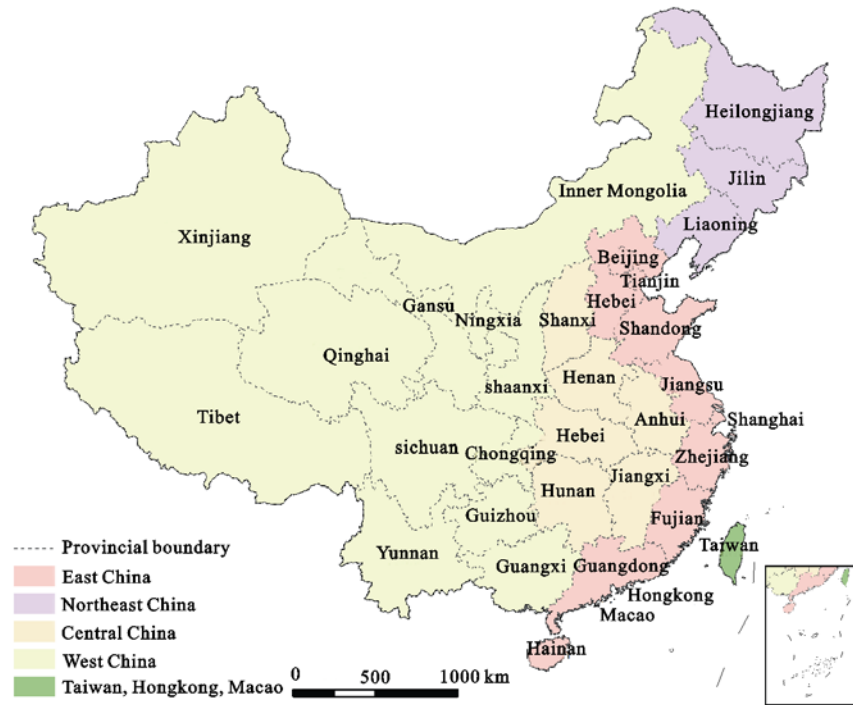 Heilongjiang
Jilin
Inner Mongolia
Liaoning
Xinjiang
Beijing
Tianjin
Gansu
Hebei
Ningxia
Shanxi
Shandong
Qinghai
Henan
shaanxi
Jiangsu
Tibet
Anhui
Shanghai
Hebei
sichuan
Chongqing
Zhejiang
Jiangxi
Hunan
Guizhou
Fujian
Taiwan
Yunnan
Guangxi
Guangdong
Hongkong
Macao
Hainan
Provincial boundary
East China
Northeast China
Central China
West China
Taiwan, Hongkong, Macao
0 500 1000 km